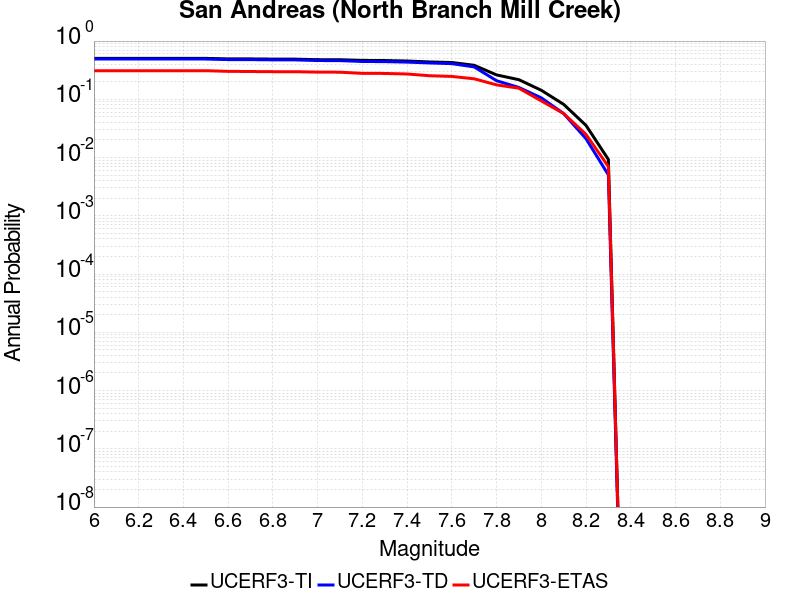 San Andreas (North Branch Mill Creek)
10^0
10^-1
10^-2
10^-3
10^-4
10^-5
10^-6
10^-7
10^-8
Annual Probability
6 6.2 6.4 6.6 6.8 7 7.2 7.4 7.6 7.8 8 8.2 8.4 8.6 8.8 9
Magnitude
UCERF3-TI UCERF3-TD UCERF3-ETAS